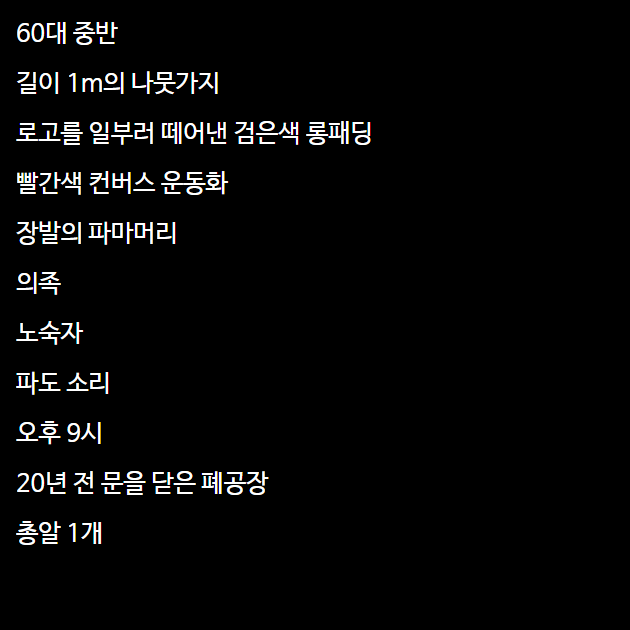 60대 중반
길이 1m의 나뭇가지
로고를 일부러 떼어낸 검은색 롱패딩
빨간색 컨버스 운동화
장발의 파마머리
의족
노숙자
파도 소리
오후 9시
20년 전 문을 닫은 폐공장
총알 1개